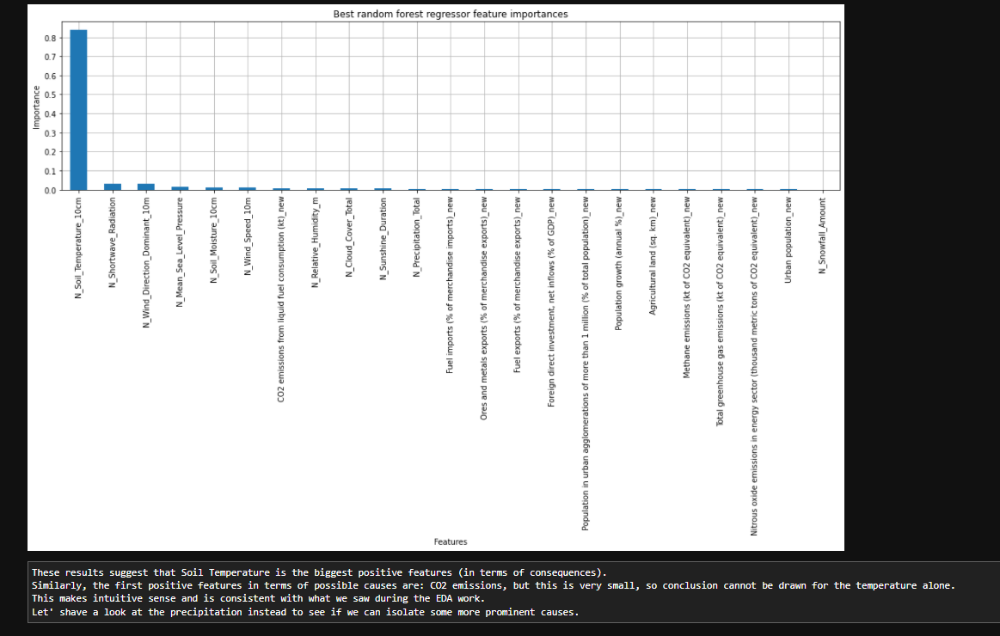 Best random forest regressor feature importances
Importance
0.8
0.7
0.6
0.5
0.4
0.3
0.2
0.1
0.0
N_Soil_Temperature_10cm
N_Shortwave_Radiation
N_Wind_Direction_Dominant_10m
N_Mean_Sea_Level_Pressure
N_Soil_Moisture_10cm
N_Wind_Speed_10m
CO2 emissions from liquid fuel consumption (kt)_new
N_Relative_Humidity_m
N_Cloud_Cover_Total
N_Sunshine_Duration
N_Precipitation_Total
Fuel imports (% of merchandise imports)_new
Ores and metals exports (% of merchandise exports)_new
Fuel exports (% of merchandise exports)_new
Foreign direct investment, net inflows (% of GDP)_new
Population in urban agglomerations of more than 1 million (% of total population)_new
Population growth (annual %)_new
Agricultural land (sq. km)_new
Methane emissions (kt of CO2 equivalent)_new
Total greenhouse gas emissions (kt of CO2 equivalent)_new
Nitrous oxide emissions in energy sector (thousand metric tons of CO2 equivalent)_new
Urban population_new
N_Snowfall_Amount
Features
These results suggest that Soil Temperature is the biggest positive features (in terms of consequences).
Similarly, the first positive features in terms of possible causes are: CO2 emissions, but this is very small, so conclusion cannot be drawn for the temperature alone.
This makes intuitive sense and is consistent with what we saw during the EDA work.
Let' shave a look at the precipitation instead to see if we can isolate some more prominent causes.